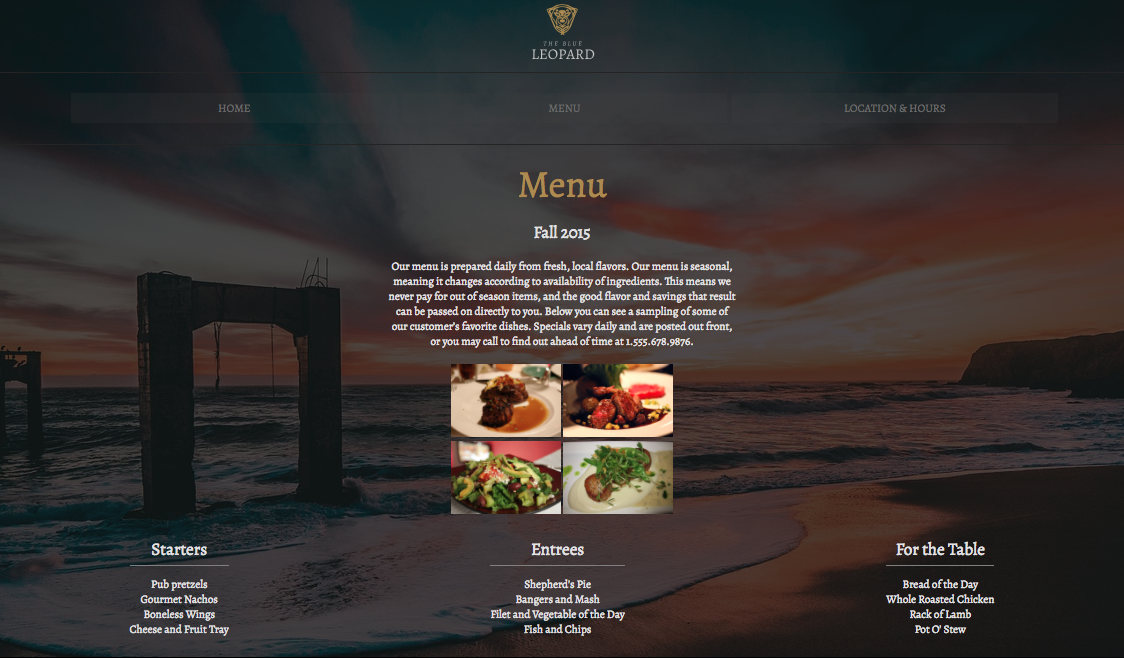 THE BLUE
LEOPARD
HOME
MENU
LOCATION & HOURS
Menu
Fall 2015
Our menu is prepared daily from fresh, local flavors. Our menu is seasonal,
meaning it changes according to availability of ingredients. This means we
never pay for out of season items, and the good flavor and savings that result
can be passed on directly to you. Below you can see a sampling of some of
our customer's favorite dishes. Specials vary daily and are posted out front,
or you may call to find out ahead of time at 1.555.678.9876.
Starters
Pub pretzels
Gourmet Nachos
Boneless Wings
Cheese and Fruit Tray
Entrees
Shepherd's Pie
Bangers and Mash
Filet and Vegetable of the Day
Fish and Chips
For the Table
Bread of the Day
Whole Roasted Chicken
Rack of Lamb
Pot O' Stew